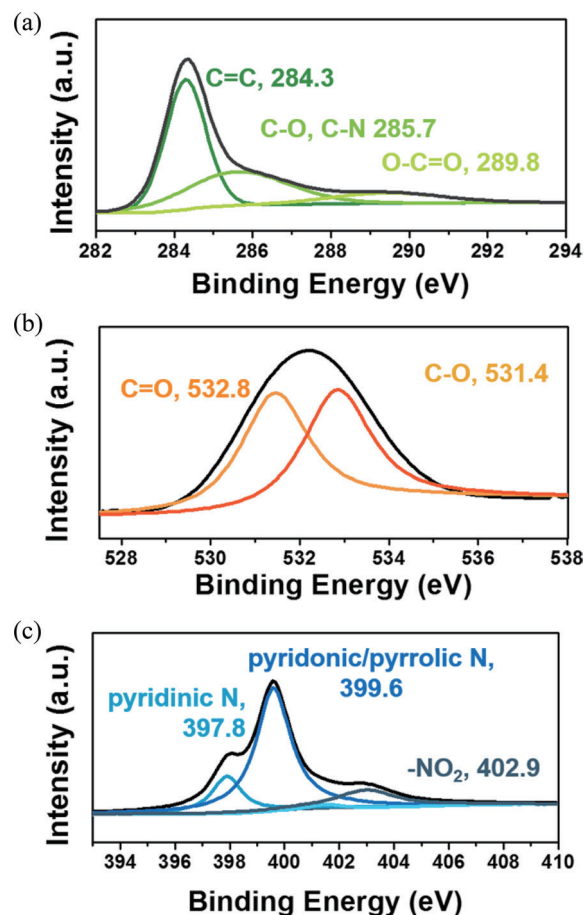 (a)
Intensity (a.u.)
C=C, 284.3
C-O, C-N 285.7
O-C=O, 289.8
282 284 286 288 290 292 294
Binding Energy (eV)
(b)
Intensity (a.u.)
C=O, 532.8
C-O, 531.4
528 530 532 534 536 538
Binding Energy (eV)
(c)
Intensity (a.u.)
pyridonic/pyrrolic N,
399.6
pyridinic N,
397.8
-NO₂, 402.9
394 396 398 400 402 404 406 408 410
Binding Energy (eV)